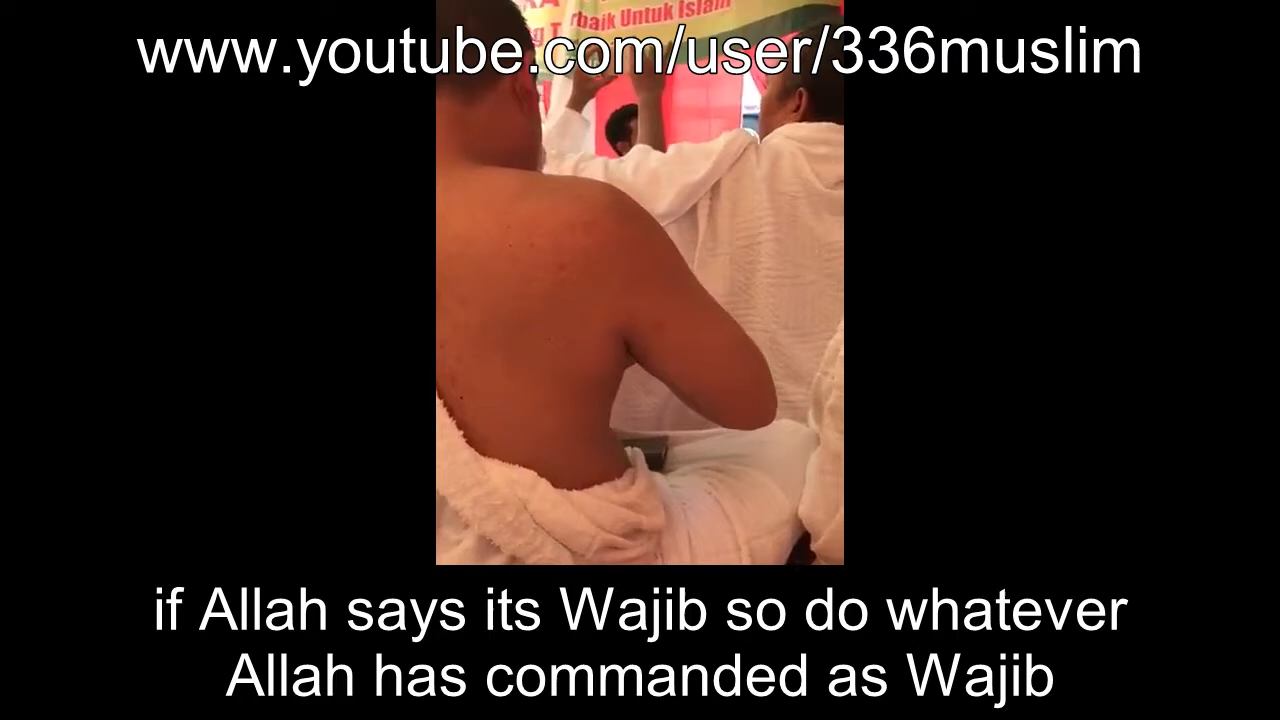 rbaik Untuk Islam
www.youtube.com/user/336muslim
if Allah says its Wajib so do whatever
Allah has commanded as Wajib